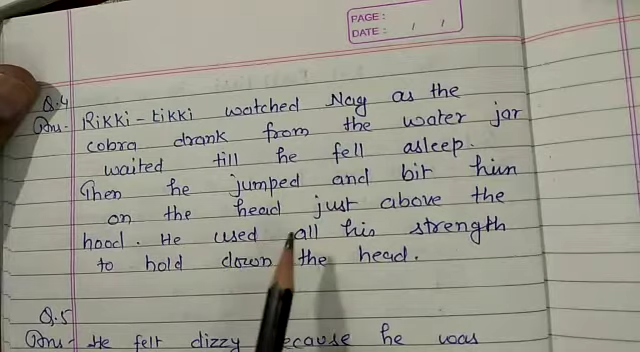 PAGE:
DATE: / /
Q.4
Ans- Rikki-tikki watched Nag as the
cobra drank from the water jar
waited till he fell asleep.
Then he jumped and bit him
on the head just above the
hood. He used all his strength
to hold down the head.
Q.5
Ans- He felt dizzy ecause he was